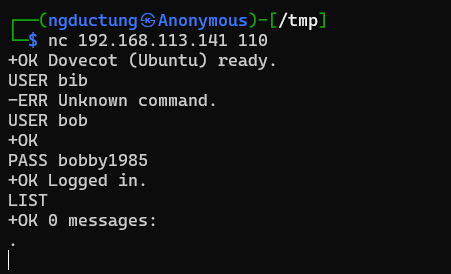 ┌──(ngductung㉿Anonymous)-[/tmp]
└─$ nc 192.168.113.141 110
+OK Dovecot (Ubuntu) ready.
USER bib
-ERR Unknown command.
USER bob
+OK
PASS bobby1985
+OK Logged in.
LIST
+OK 0 messages:
.